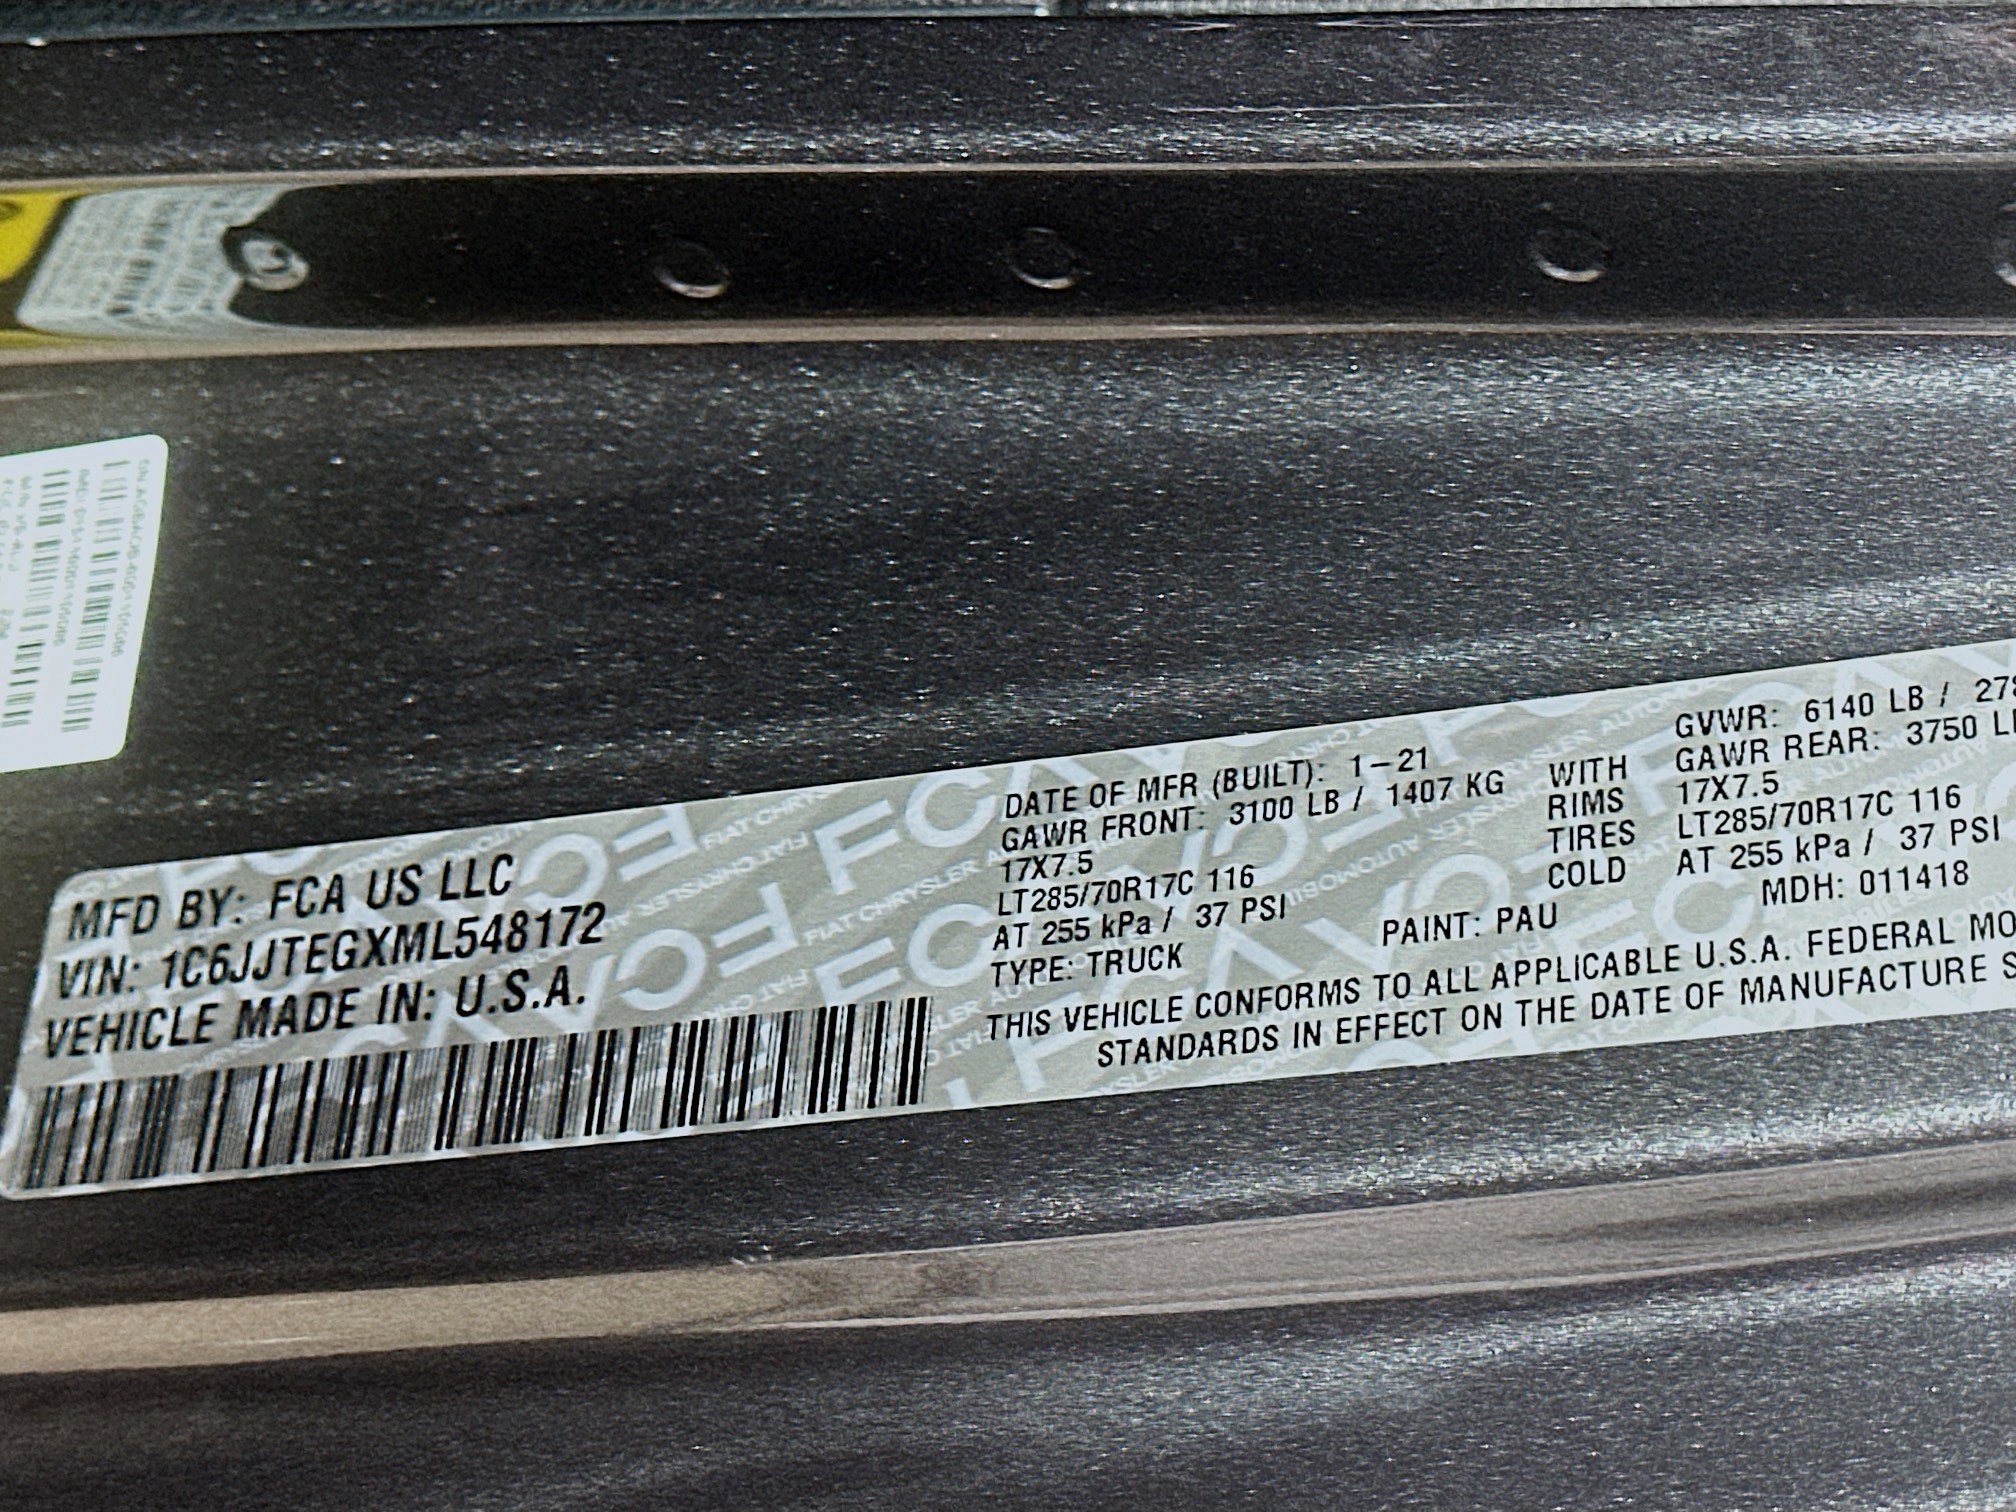 MFD BY: FCA US LLC
VIN: 1C6JJTEGXML548172
VEHICLE MADE IN: U.S.A.
DATE OF MFR (BUILT): 1-21
GAWR FRONT: 3100 LB / 1407 KG
17X7.5
LT285/70R17C 116
AT 255 kPa / 37 PSI
TYPE: TRUCK
WITH
RIMS
TIRES
COLD
GVWR: 6140 LB /
GAWR REAR: 3750
17X7.5
LT285/70R17C 116
AT 255 kPa / 37 PSI
PAINT: PAU
MDH: 011418
THIS VEHICLE CONFORMS TO ALL APPLICABLE U.S.A. FEDERAL
STANDARDS IN EFFECT ON THE DATE OF MANUFACTURE